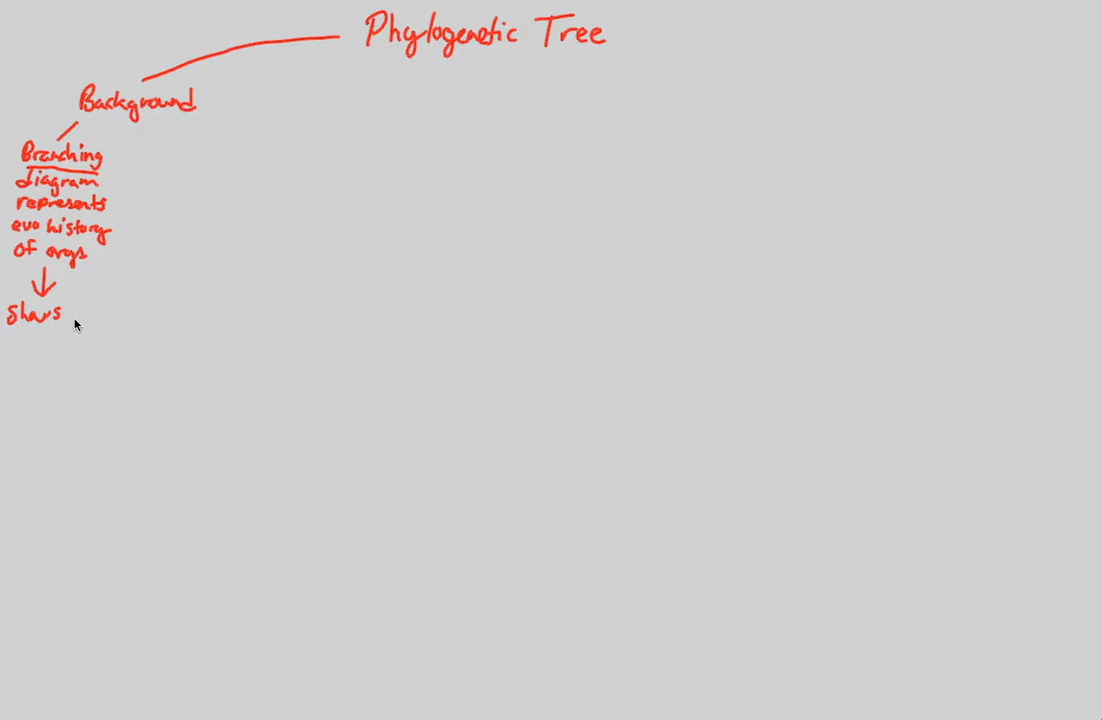 Phylogenetic Tree
Background
Branching
diagram
represents
evo history
of orgs
Shows